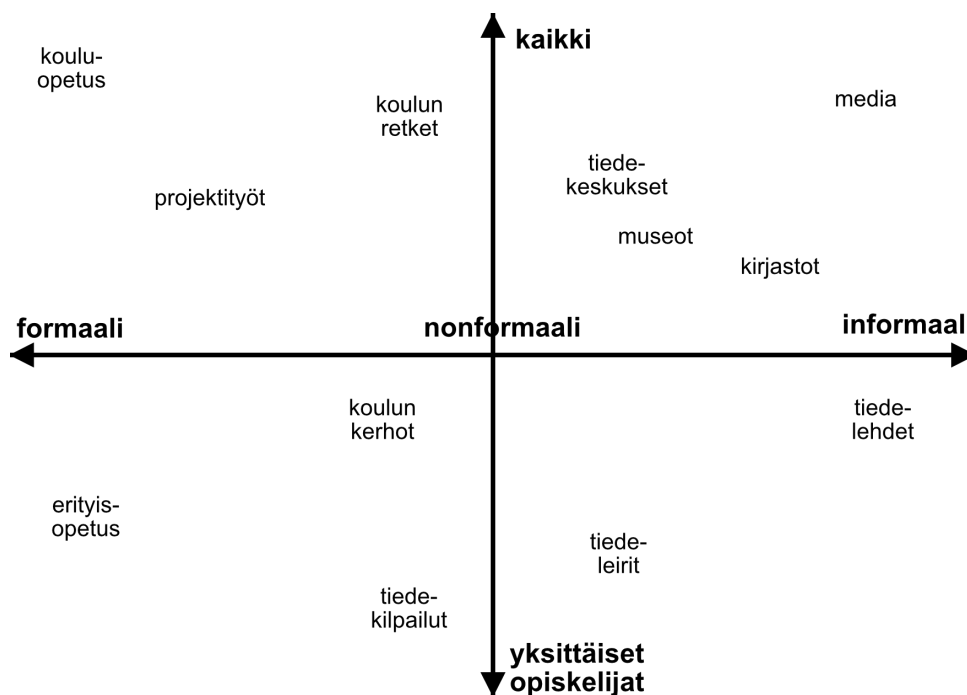 kaikki
koulu-
opetus
koulun
retket
media
tiede-
keskukset
projektityöt
museot
kirjastot
formaali
nonformaali
informaal
koulun
kerhot
tiede-
lehdet
erityis-
opetus
tiede-
leirit
tiede-
kilpailut
yksittäiset
opiskelijat